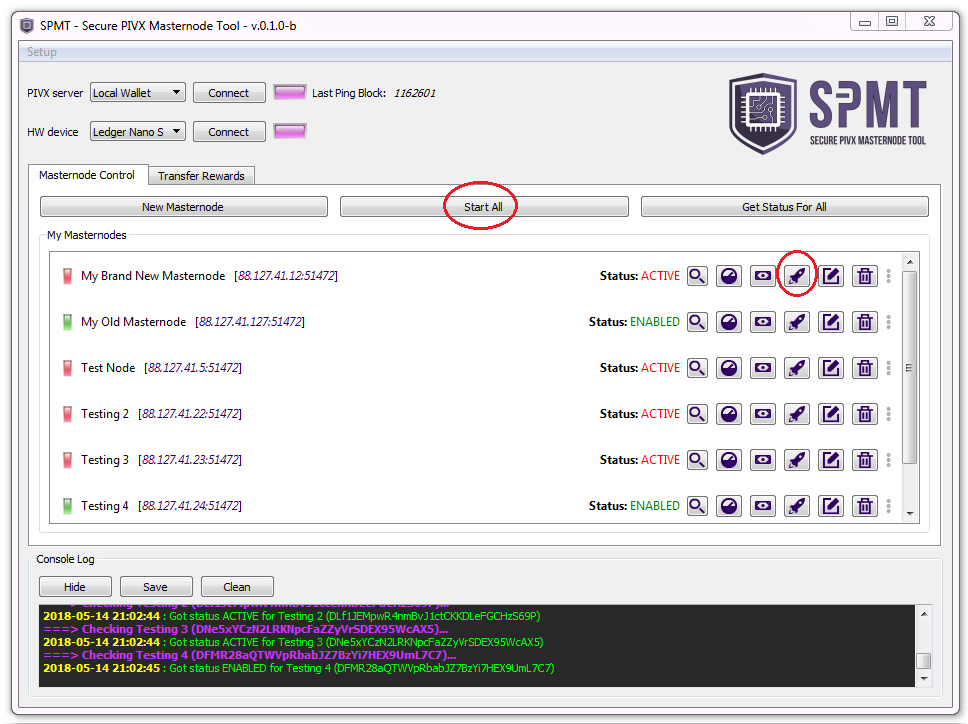 SPMT - Secure PIVX Masternode Tool - v.0.1.0-b
Setup
PIVX server Local Wallet Connect Last Ping Block: 1162601
HW device Ledger Nano S Connect
SPMT
SECURE PIVX MASTERNODE TOOL
Masternode Control Transfer Rewards
New Masternode Start All Get Status For All
My Masternodes
My Brand New Masternode [88.127.41.12:51472] Status: ACTIVE
My Old Masternode [88.127.41.127:51472] Status: ENABLED
Test Node [88.127.41.5:51472] Status: ACTIVE
Testing 2 [88.127.41.22:51472] Status: ACTIVE
Testing 3 [88.127.41.23:51472] Status: ACTIVE
Testing 4 [88.127.41.24:51472] Status: ENABLED
Console Log
Hide Save Clean
2018-05-14 21:02:44 : Got status ACTIVE for Testing 2 (DLf1JEMpwR4nmBvJ1ctCKKDLeFGCHzS69P)
===> Checking Testing 3 (DNe5xYCzN2LRKNpcFaZZyVrSDEX95WcAX5)...
2018-05-14 21:02:44 : Got status ACTIVE for Testing 3 (DNe5xYCzN2LRKNpcFaZZyVrSDEX95WcAX5)
===> Checking Testing 4 (DFMR28aQTWVpRbabJZ7BzYi7HEX9UmL7C7)...
2018-05-14 21:02:45 : Got status ENABLED for Testing 4 (DFMR28aQTWVpRbabJZ7BzYi7HEX9UmL7C7)